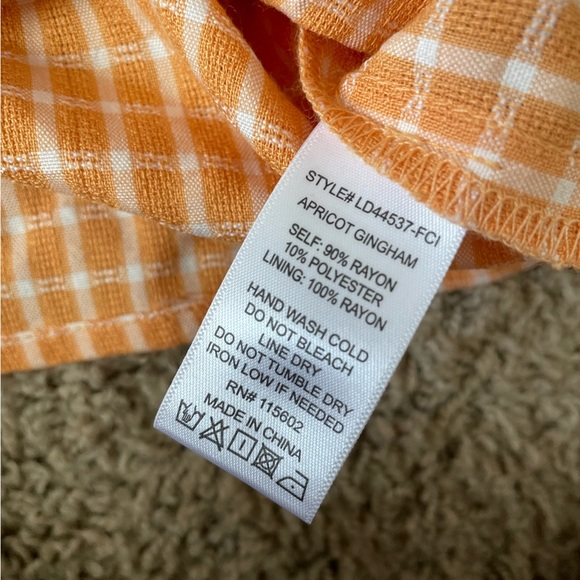 STYLE# LD44537-FCI
APRICOT GINGHAM
SELF: 90% RAYON
10% POLYESTER
LINING: 100% RAYON
HAND WASH COLD
DO NOT BLEACH
LINE DRY
DO NOT TUMBLE DRY
IRON LOW IF NEEDED
RN# 115602
MADE IN CHINA